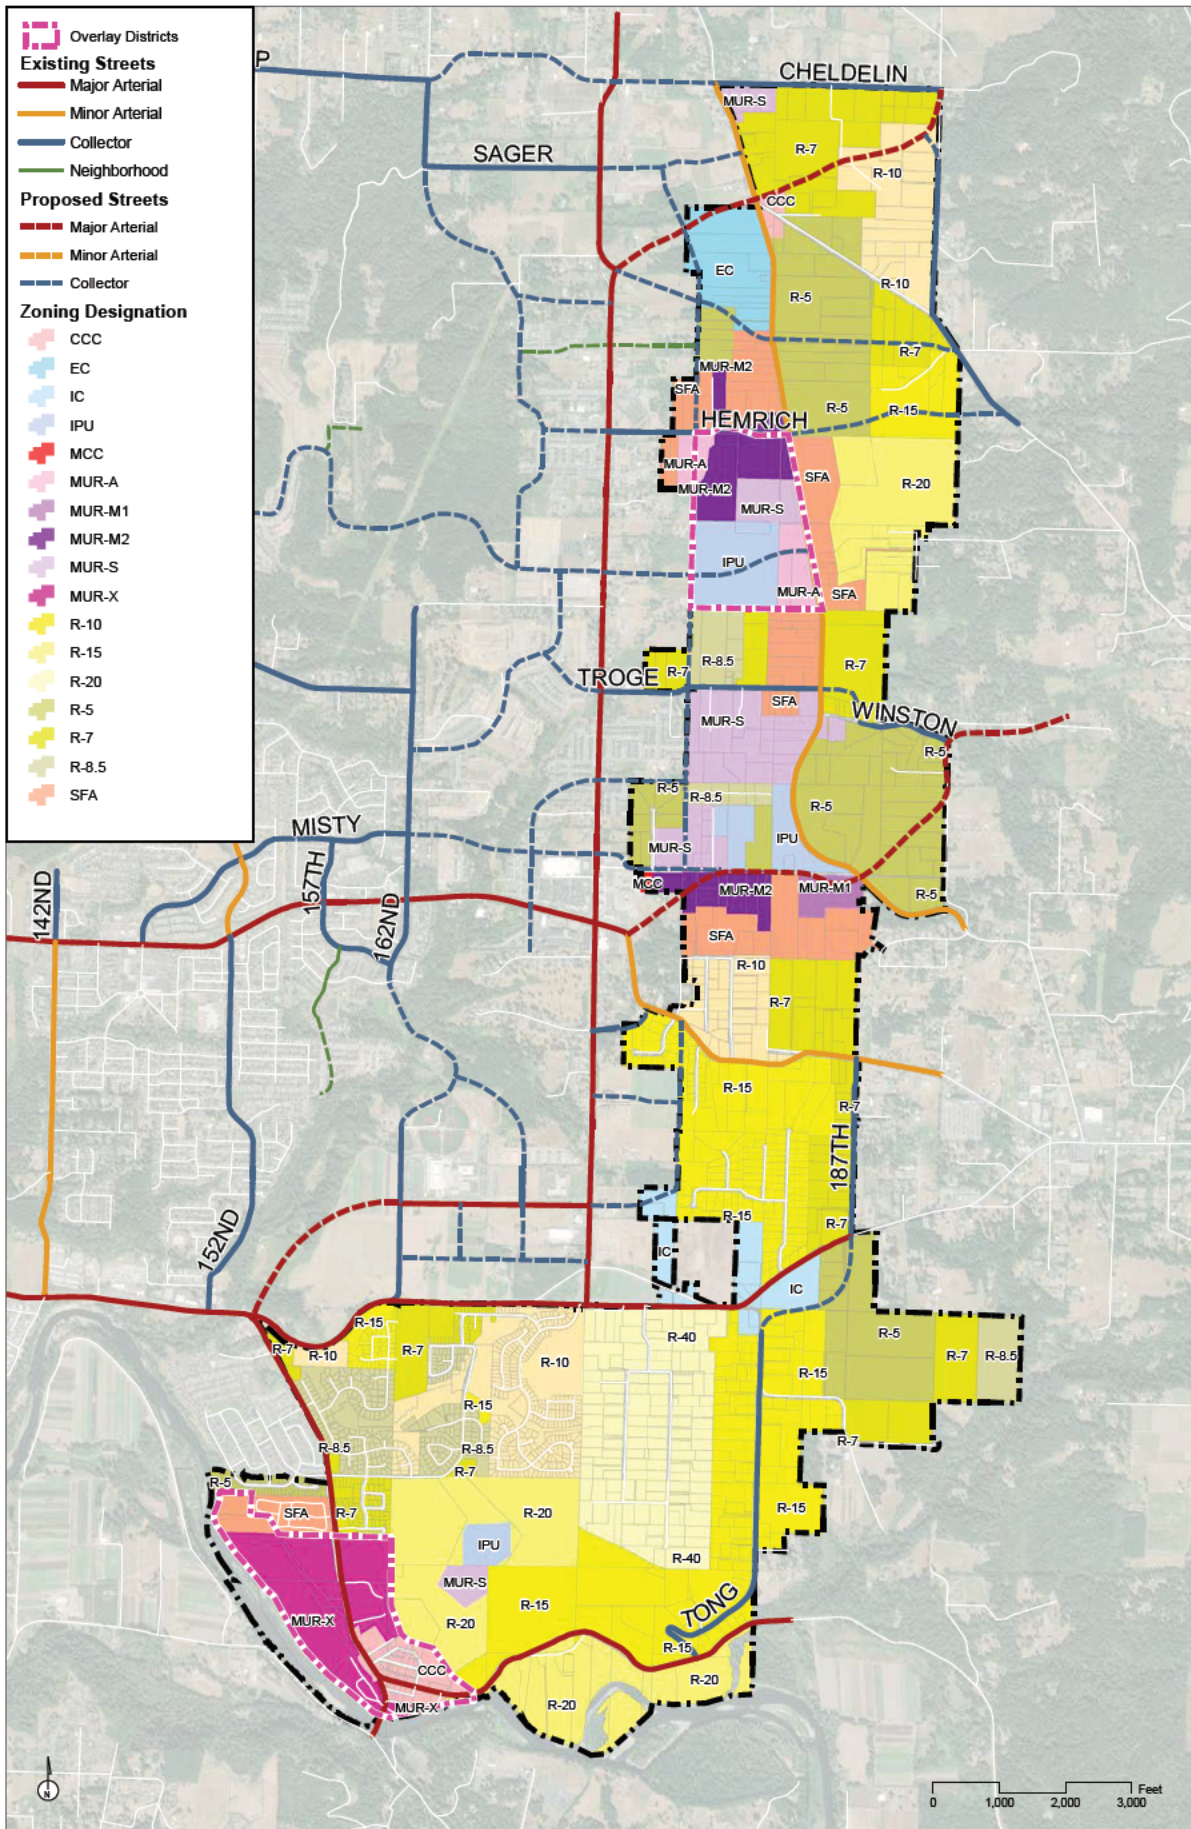 Overlay Districts
Existing Streets
Major Arterial
Minor Arterial
Collector
Neighborhood
Proposed Streets
Major Arterial
Minor Arterial
Collector
Zoning Designation
CCC
EC
IC
IPU
MCC
MUR-A
MUR-M1
MUR-M2
MUR-S
MUR-X
R-10
R-15
R-20
R-5
R-7
R-8.5
SFA
P
CHELDELIN
MUR-S
SAGER
R-7
R-10
CCC
EC
R-10
R-5
R-7
MUR-M2
SFA
R-5
R-15
HEMRICH
MUR-A
SFA
R-20
MUR-M2
MUR-S
IPU
MUR-A
SFA
R-8.5
R-7
R-7
TROGE
SFA
WINSTON
MUR-S
R-5
R-5
R-8.5
R-5
MISTY
IPU
MUR-S
157TH
MCC
MUR-M2
MUR-M1
R-5
142ND
162ND
SFA
R-10
R-7
R-15
R-7
187TH
R-15
R-7
152ND
IC
IC
R-15
R-40
R-5
R-7
R-10
R-7
R-10
R-7
R-8.5
R-15
R-15
R-8.5
R-8.5
R-7
R-7
R-5
SFA
R-7
R-20
R-15
IPU
R-40
MUR-S
R-15
TONG
MUR-X
R-20
R-15
CCC
R-20
MUR-X
R-20
N
Feet
0 1,000 2,000 3,000